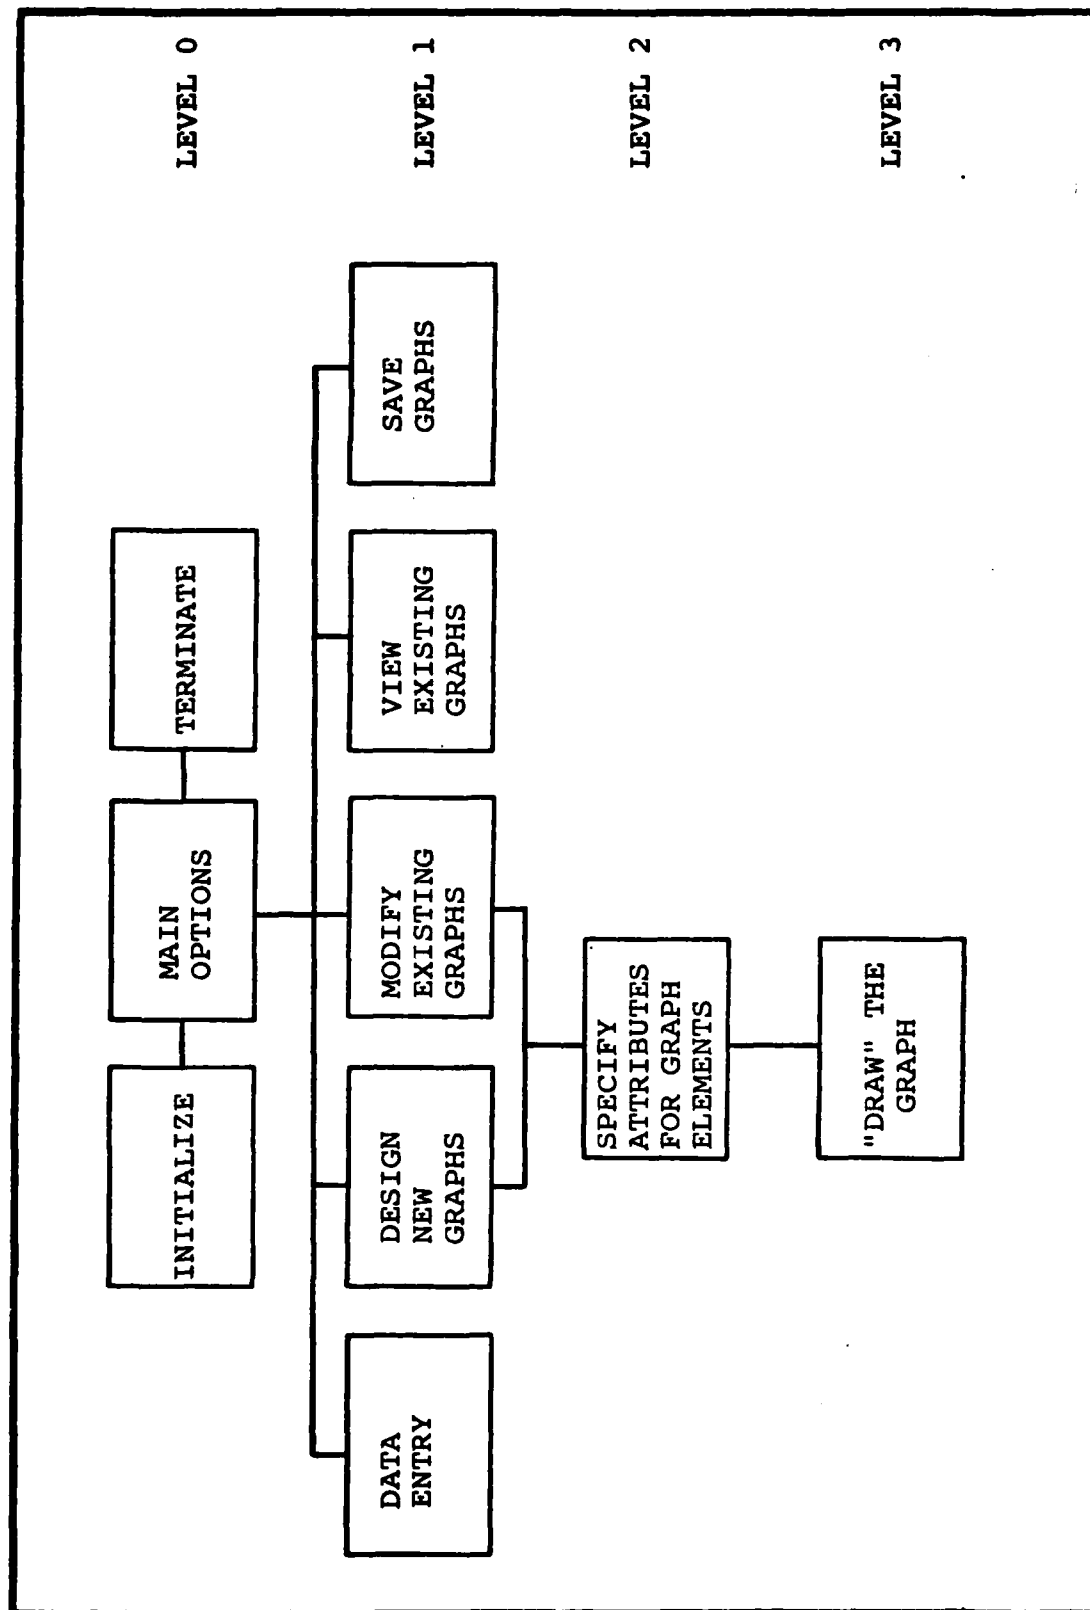 INITIALIZE
MAIN
OPTIONS
TERMINATE
LEVEL 0
DATA
ENTRY
DESIGN
NEW
GRAPHS
MODIFY
EXISTING
GRAPHS
VIEW
EXISTING
GRAPHS
SAVE
GRAPHS
LEVEL 1
SPECIFY
ATTRIBUTES
FOR GRAPH
ELEMENTS
LEVEL 2
"DRAW" THE
GRAPH
LEVEL 3